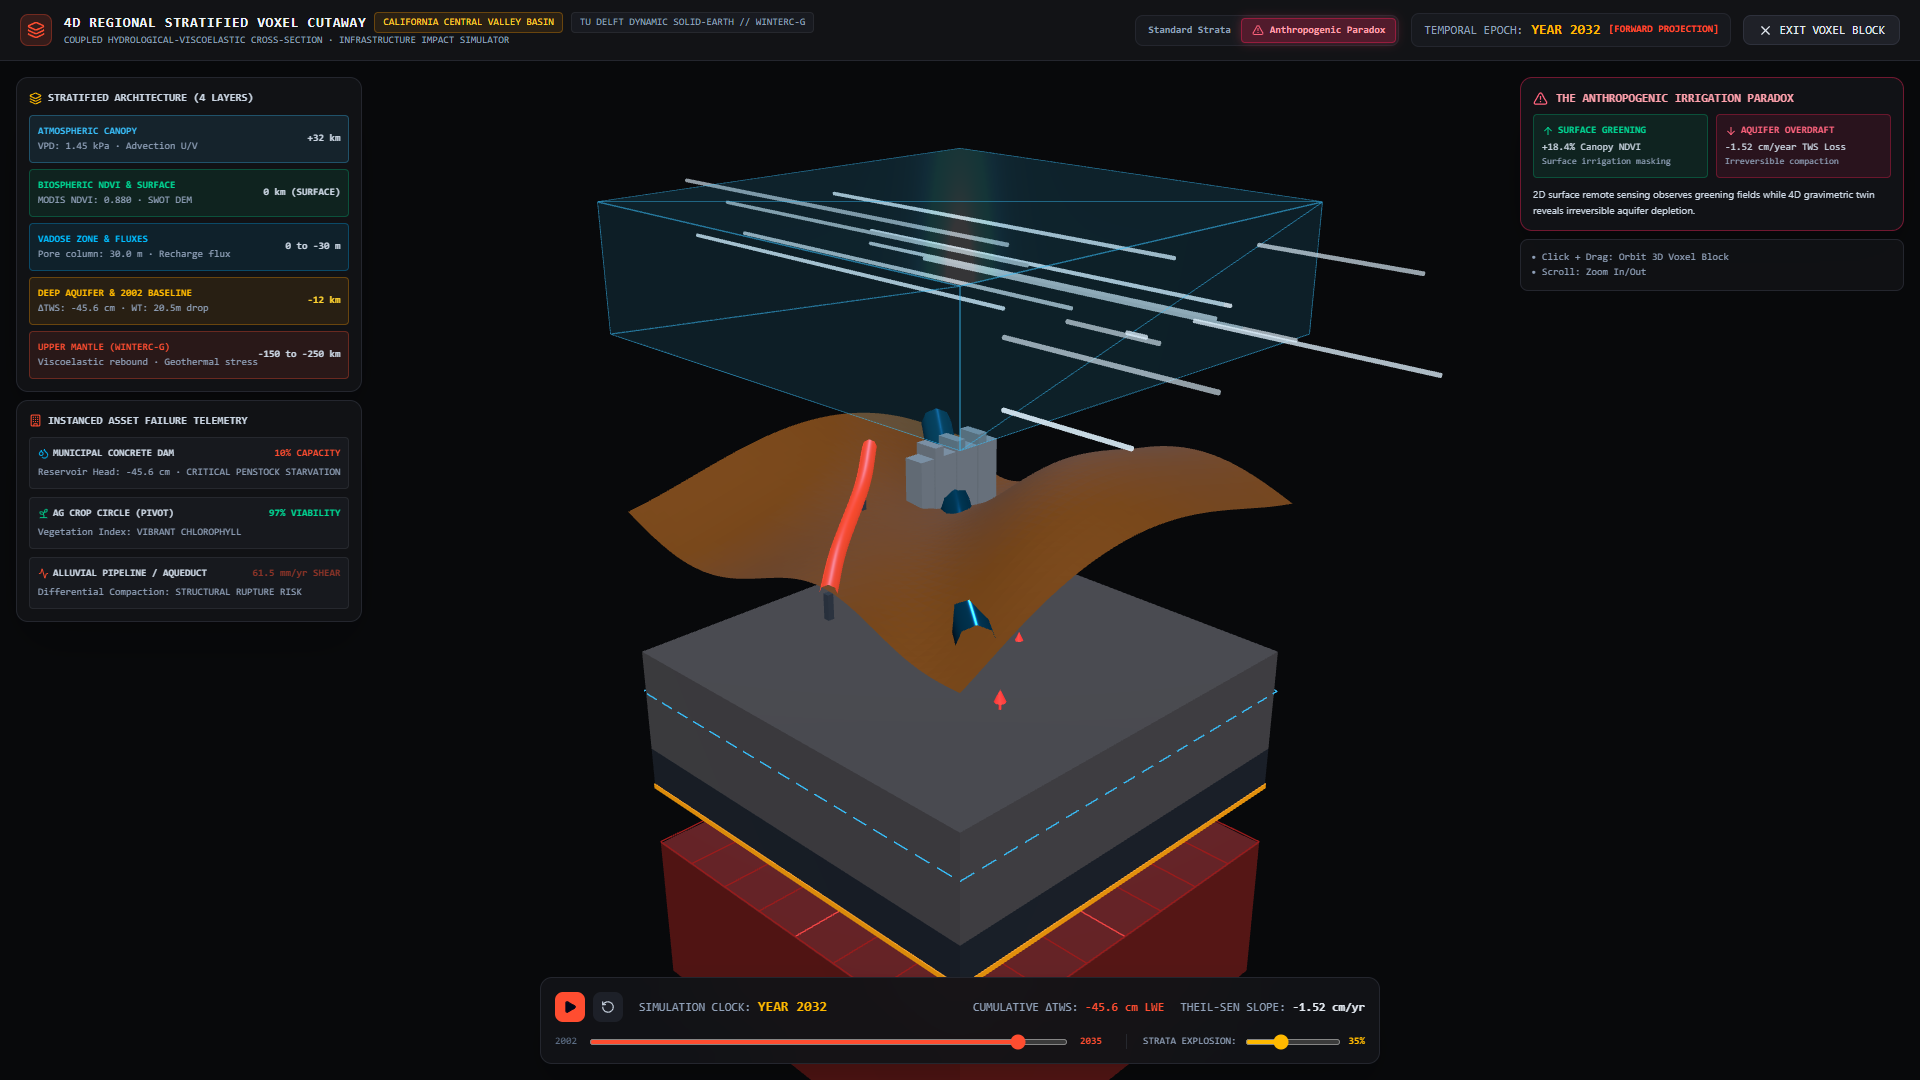 4D REGIONAL STRATIFIED VOXEL CUTAWAY
CALIFORNIA CENTRAL VALLEY BASIN
TU DELFT DYNAMIC SOLID-EARTH // WINTERC-G
COUPLED HYDROLOGICAL-VISCOELASTIC CROSS-SECTION · INFRASTRUCTURE IMPACT SIMULATOR
Standard Strata
Anthropogenic Paradox
TEMPORAL EPOCH: YEAR 2032 [FORWARD PROJECTION]
EXIT VOXEL BLOCK
STRATIFIED ARCHITECTURE (4 LAYERS)
ATMOSPHERIC CANOPY
VPD: 1.45 kPa · Advection U/V
+32 km
BIOSPHERIC NDVI & SURFACE
MODIS NDVI: 0.880 · SWOT DEM
0 km (SURFACE)
VADOSE ZONE & FLUXES
Pore column: 30.0 m · Recharge flux
0 to -30 m
DEEP AQUIFER & 2002 BASELINE
ΔTWS: -45.6 cm · WT: 20.5m drop
-12 km
UPPER MANTLE (WINTERC-G)
Viscoelastic rebound · Geothermal stress
-150 to -250 km
INSTANCED ASSET FAILURE TELEMETRY
MUNICIPAL CONCRETE DAM
10% CAPACITY
Reservoir Head: -45.6 cm · CRITICAL PENSTOCK STARVATION
AG CROP CIRCLE (PIVOT)
97% VIABILITY
Vegetation Index: VIBRANT CHLOROPHYLL
ALLUVIAL PIPELINE / AQUEDUCT
61.5 mm/yr SHEAR
Differential Compaction: STRUCTURAL RUPTURE RISK
THE ANTHROPOGENIC IRRIGATION PARADOX
↑ SURFACE GREENING
+18.4% Canopy NDVI
Surface irrigation masking
↓ AQUIFER OVERDRAFT
-1.52 cm/year TWS Loss
Irreversible compaction
2D surface remote sensing observes greening fields while 4D gravimetric twin
reveals irreversible aquifer depletion.
• Click + Drag: Orbit 3D Voxel Block
• Scroll: Zoom In/Out
SIMULATION CLOCK: YEAR 2032
CUMULATIVE ΔTWS: -45.6 cm LWE
THEIL-SEN SLOPE: -1.52 cm/yr
2002
2035
STRATA EXPLOSION:
35%